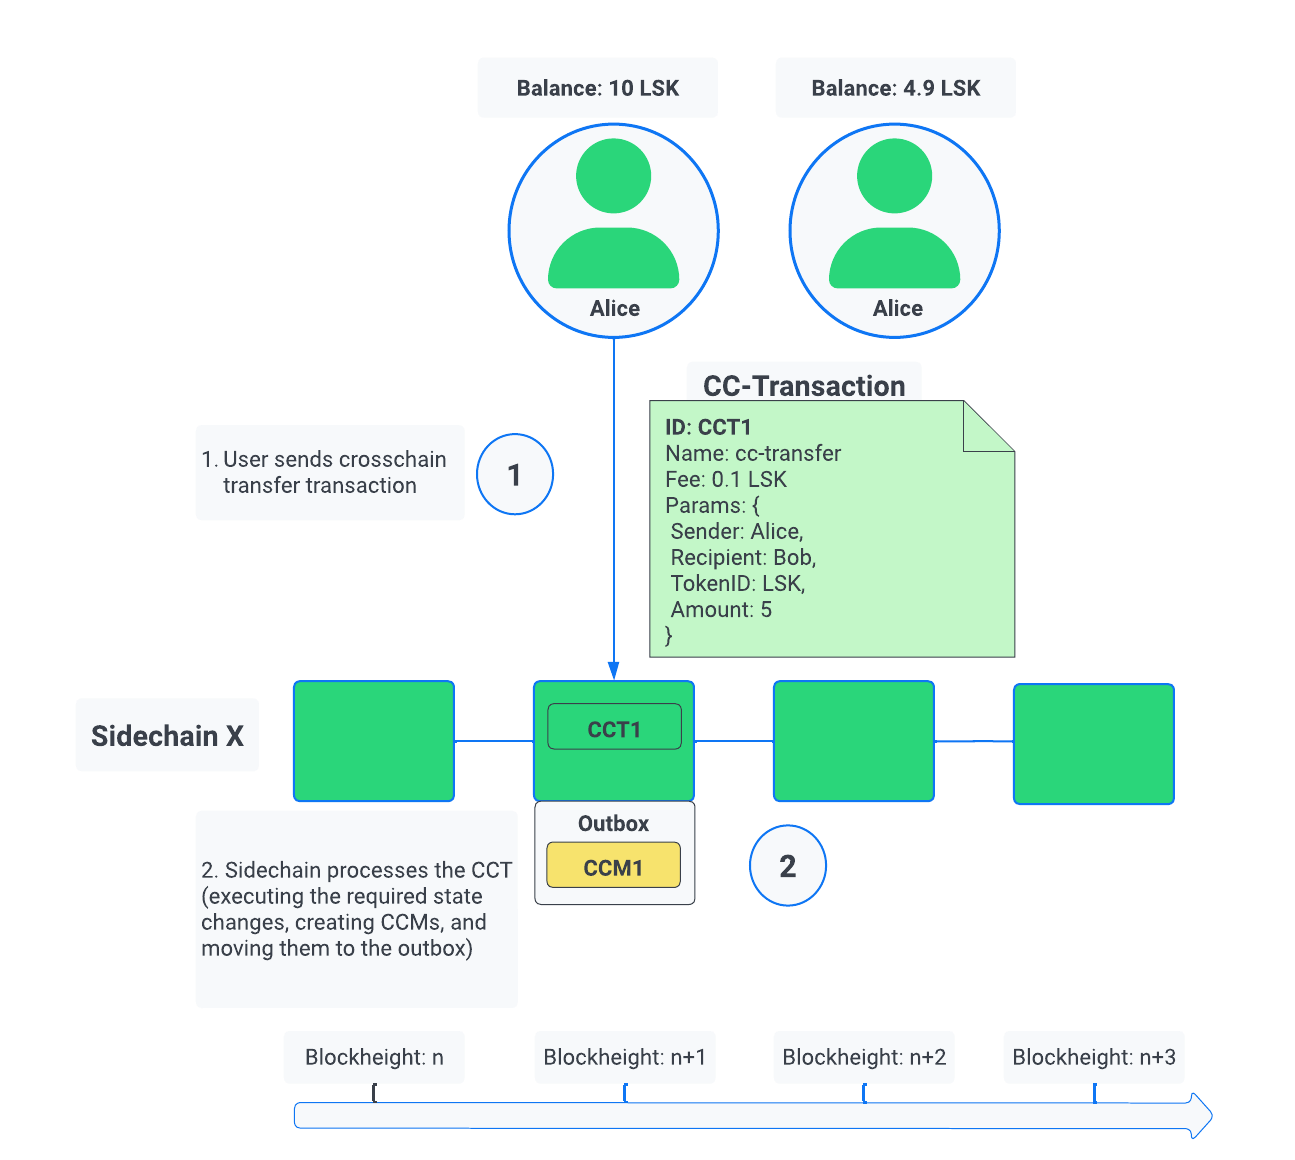 Balance: 10 LSK
Balance: 4.9 LSK
Alice
Alice
CC-Transaction
ID: CCT1
Name: cc-transfer
Fee: 0.1 LSK
Params: {
Sender: Alice,
Recipient: Bob,
TokenID: LSK,
Amount: 5
}
1. User sends crosschain
transfer transaction
1
Sidechain X
CCT1
Outbox
CCM1
2
2. Sidechain processes the CCT
(executing the required state
changes, creating CCMs, and
moving them to the outbox)
Blockheight: n
Blockheight: n+1
Blockheight: n+2
Blockheight: n+3